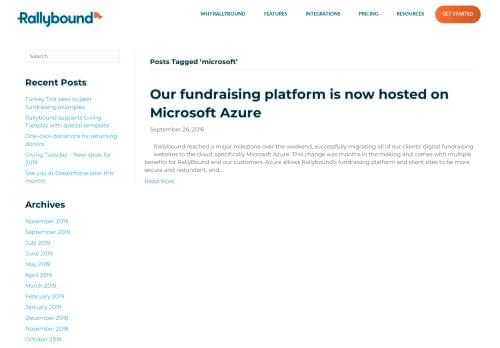 Rallybound
WHY RALLYBOUND
FEATURES
INTEGRATIONS
PRICING
RESOURCES
GET STARTED
Search
Recent Posts
Turkey Trot peer to peer
fundraising examples
Rallybound supports Giving
Tuesday with special template
One-click donations for returning
donors
Giving Tuesday – New ideas for
2019
See you at Dreamforce later this
month!
Archives
November 2019
September 2019
July 2019
June 2019
May 2019
April 2019
March 2019
February 2019
January 2019
December 2018
November 2018
October 2018
Posts Tagged ‘microsoft’
Our fundraising platform is now hosted on
Microsoft Azure
September 26, 2016
Rallybound reached a major milestone over the weekend, successfully migrating all of our clients' digital fundraising
websites to the cloud, specifically Microsoft Azure. This change was months in the making and comes with multiple
benefits for RallyBound and our customers. Azure allows Rallybound's fundraising platform and client sites to be more
secure and redundant, and...
Read More